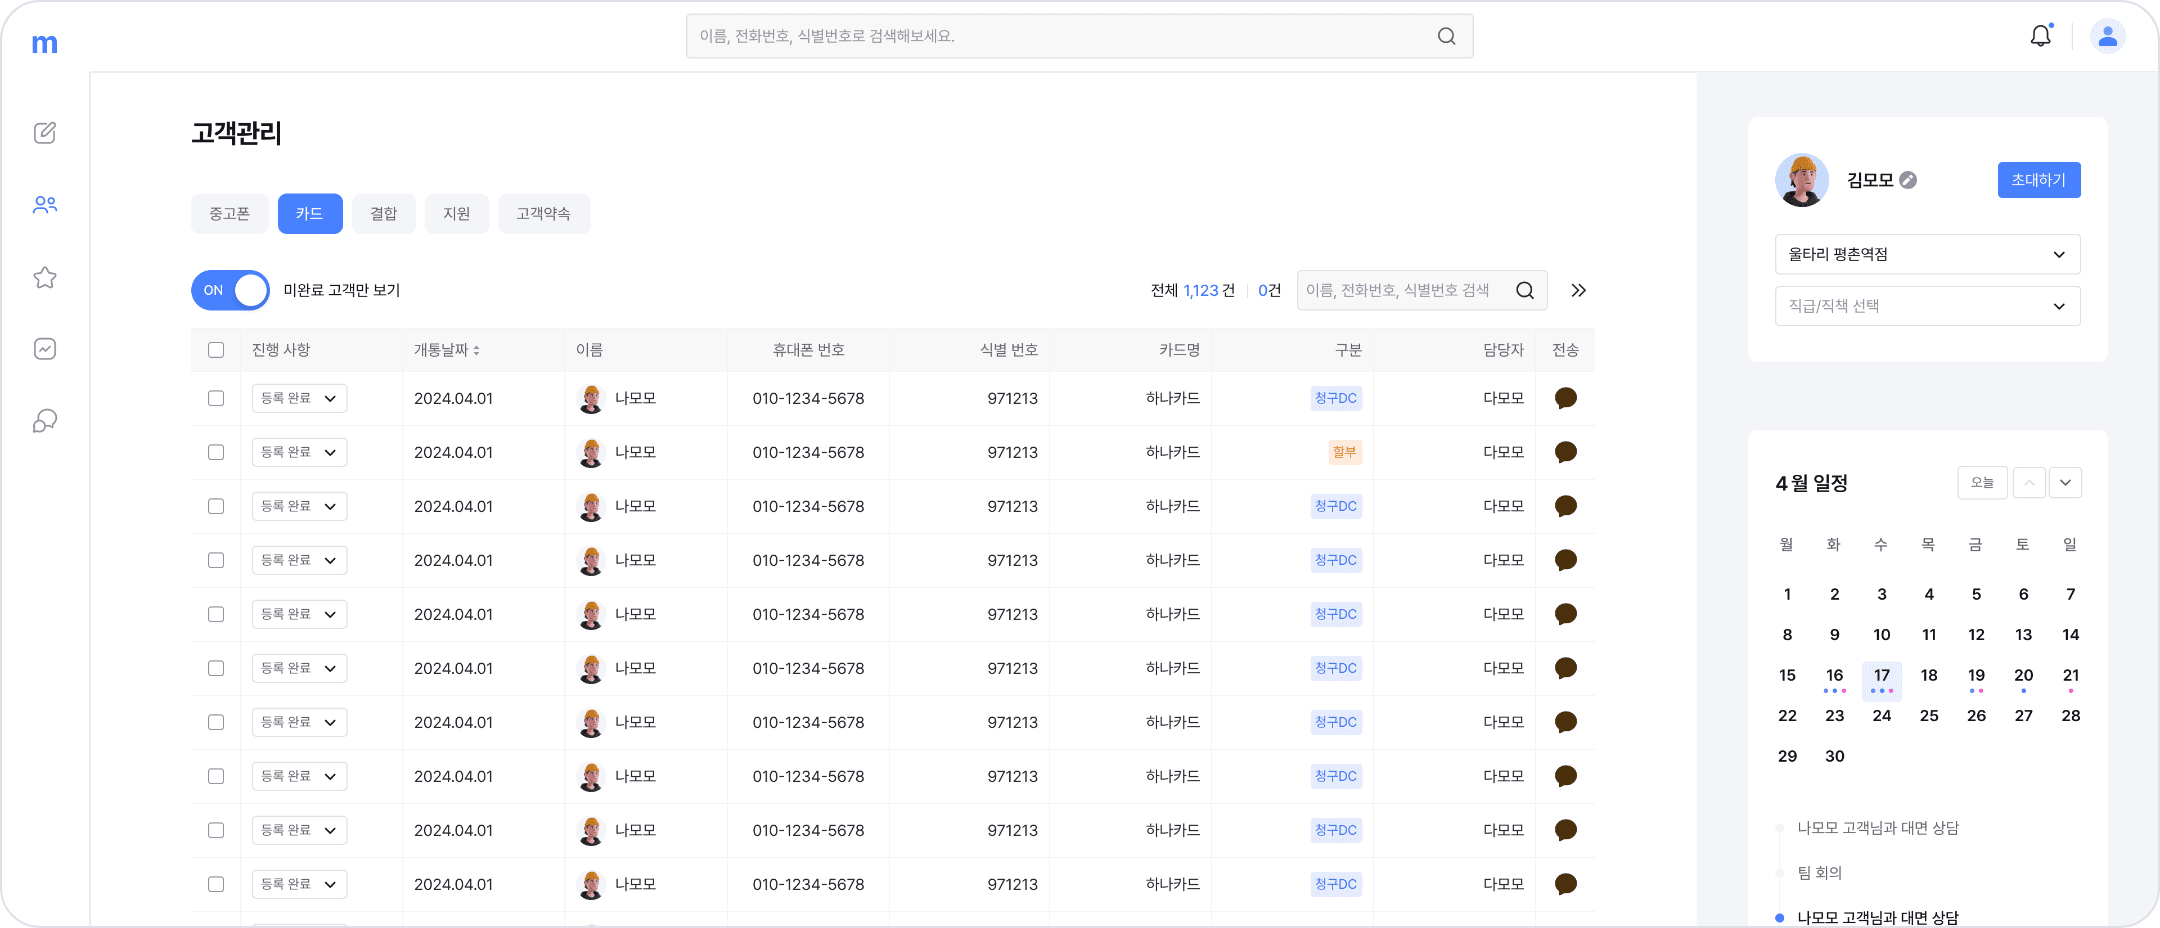 m
이름, 전화번호, 식별번호로 검색해보세요.
고객관리
중고폰 카드 결합 지원 고객약속
ON 미완료 고객만 보기
전체 1,123 건 0건 이름, 전화번호, 식별번호 검색
진행 사항 개통날짜 이름 휴대폰 번호 식별 번호 카드명 구분 담당자 전송
등록 완료 2024.04.01 나모모 010-1234-5678 971213 하나카드 청구DC 다모모
등록 완료 2024.04.01 나모모 010-1234-5678 971213 하나카드 할부 다모모
등록 완료 2024.04.01 나모모 010-1234-5678 971213 하나카드 청구DC 다모모
등록 완료 2024.04.01 나모모 010-1234-5678 971213 하나카드 청구DC 다모모
등록 완료 2024.04.01 나모모 010-1234-5678 971213 하나카드 청구DC 다모모
등록 완료 2024.04.01 나모모 010-1234-5678 971213 하나카드 청구DC 다모모
등록 완료 2024.04.01 나모모 010-1234-5678 971213 하나카드 청구DC 다모모
등록 완료 2024.04.01 나모모 010-1234-5678 971213 하나카드 청구DC 다모모
등록 완료 2024.04.01 나모모 010-1234-5678 971213 하나카드 청구DC 다모모
등록 완료 2024.04.01 나모모 010-1234-5678 971213 하나카드 청구DC 다모모
김모모 초대하기
울타리 평촌역점
직급/직책 선택
4월 일정 오늘
월 화 수 목 금 토 일
1 2 3 4 5 6 7
8 9 10 11 12 13 14
15 16 17 18 19 20 21
22 23 24 25 26 27 28
29 30
나모모 고객님과 대면 상담
팀 회의
나모모 고객님과 대면 상담